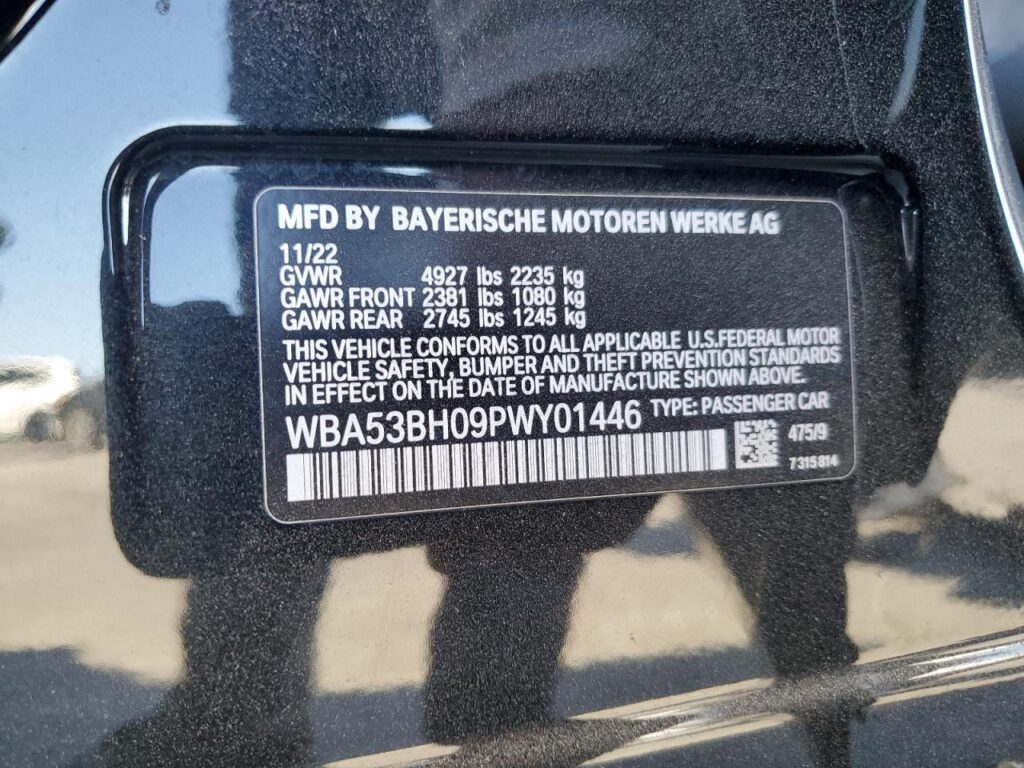 MFD BY BAYERISCHE MOTOREN WERKE AG
11/22
GVWR 4927 lbs 2235 kg
GAWR FRONT 2381 lbs 1080 kg
GAWR REAR 2745 lbs 1245 kg
THIS VEHICLE CONFORMS TO ALL APPLICABLE U.S.FEDERAL MOTOR
VEHICLE SAFETY, BUMPER AND THEFT PREVENTION STANDARDS
IN EFFECT ON THE DATE OF MANUFACTURE SHOWN ABOVE.
WBA53BH09PWY01446 TYPE: PASSENGER CAR
475/9
7315814